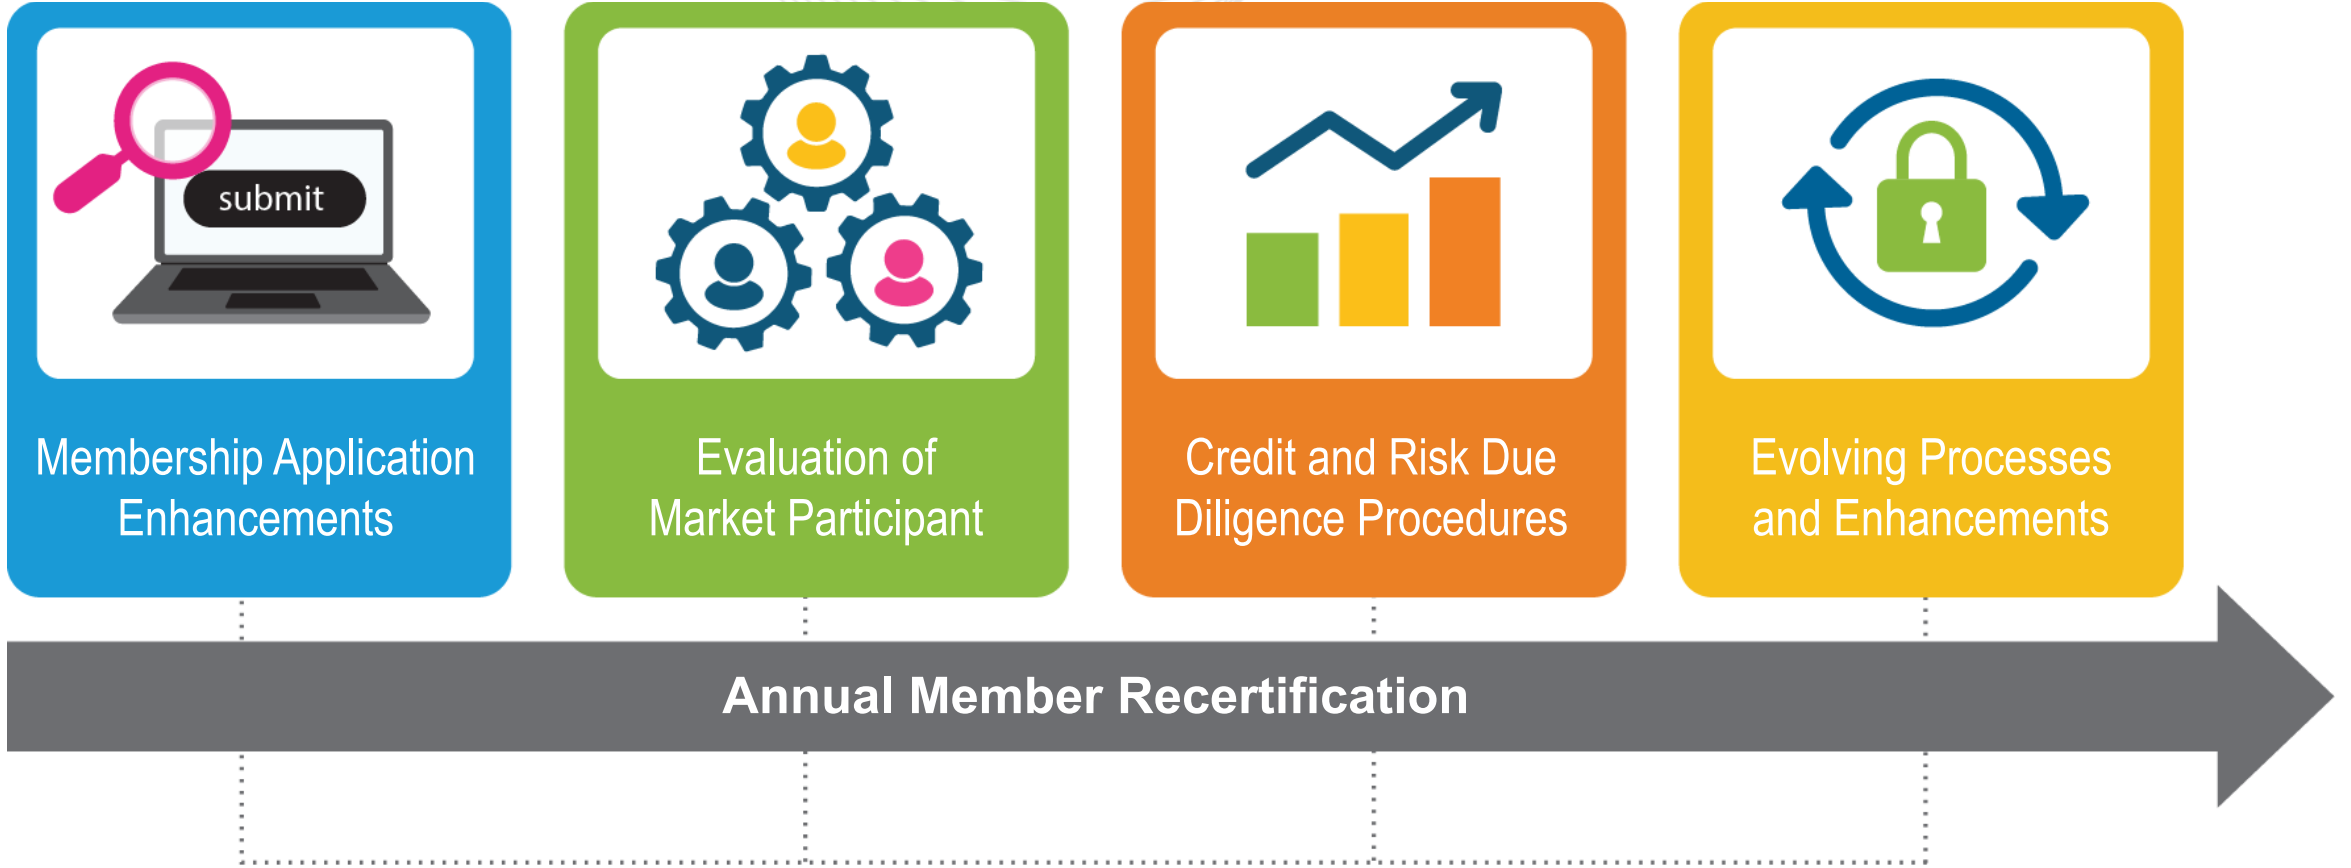 submit
Membership Application
Enhancements
Evaluation of
Market Participant
Credit and Risk Due
Diligence Procedures
Evolving Processes
and Enhancements
Annual Member Recertification